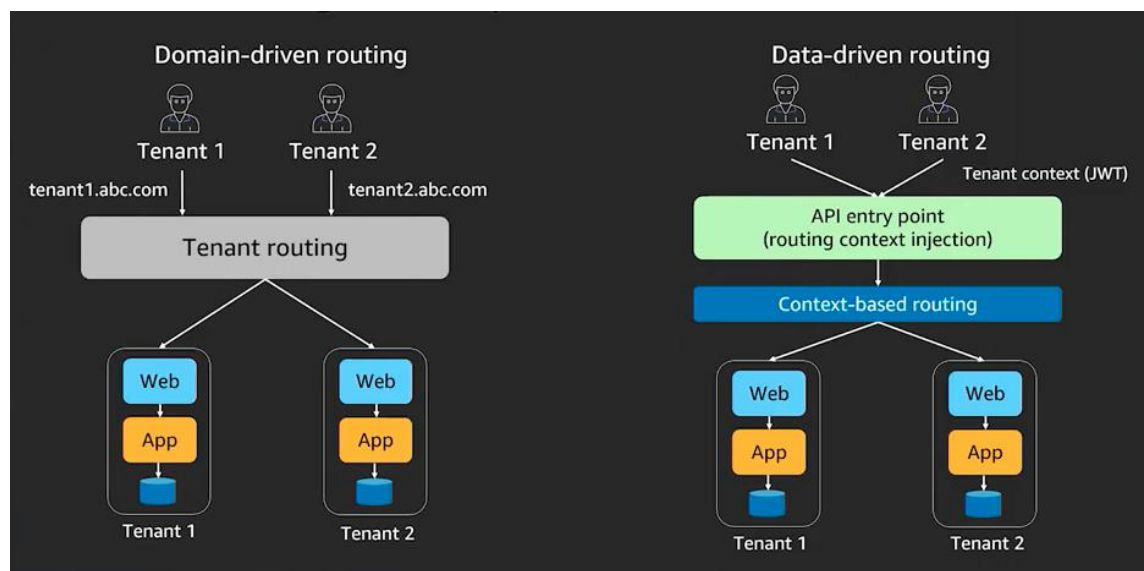 Domain-driven routing
Tenant 1
Tenant 2
tenant1.abc.com
tenant2.abc.com
Tenant routing
Web
Web
App
App
Tenant 1
Tenant 2
Data-driven routing
Tenant 1
Tenant 2
Tenant context (JWT)
API entry point
(routing context injection)
Context-based routing
Web
Web
App
App
Tenant 1
Tenant 2